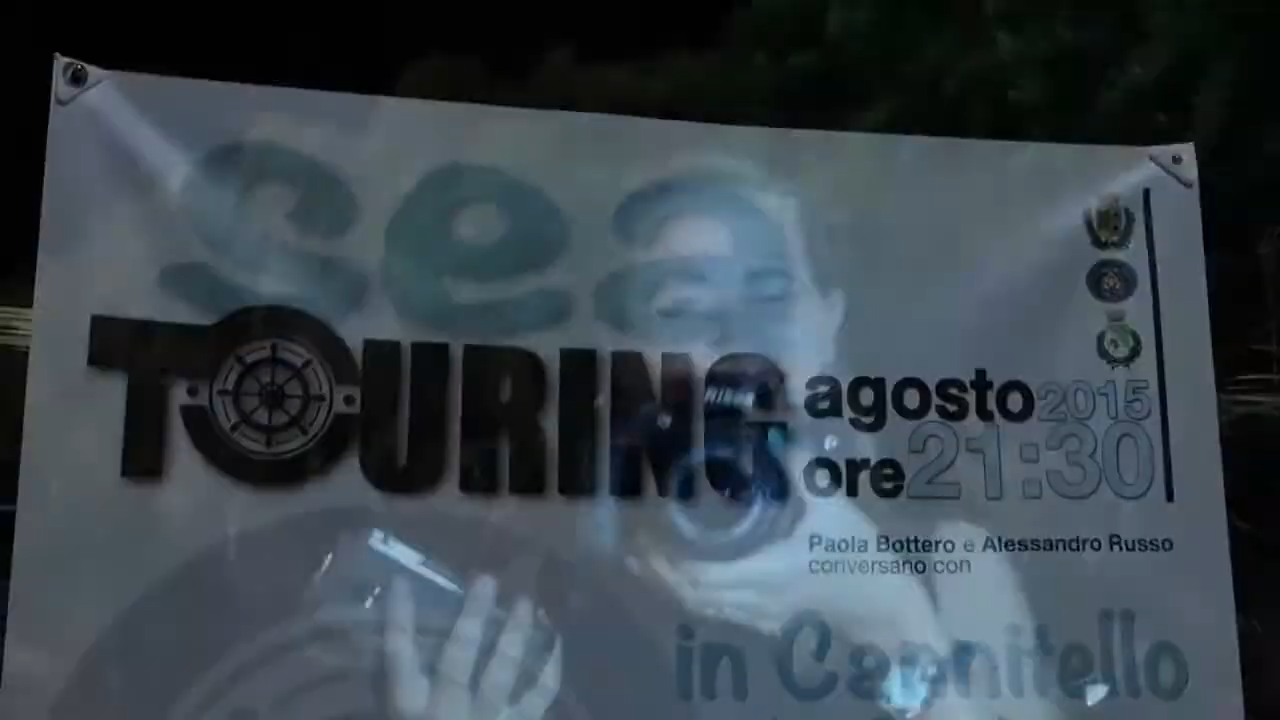 sea
TOURING
agosto 2015
ore 21:30
Paola Bottero e Alessandro Russo
conversano con
in Cannitello